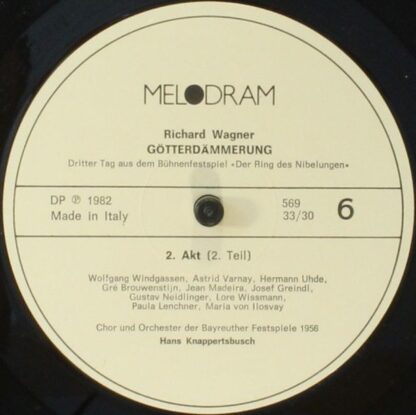 MELODRAM
Richard Wagner
GÖTTERDÄMMERUNG
Dritter Tag aus dem Bühnenfestspiel «Der Ring des Nibelungen»
DP ℗ 1982
Made in Italy
569
33/30
6
2. Akt (2. Teil)
Wolfgang Windgassen, Astrid Varnay, Hermann Uhde,
Gré Brouwenstijn, Jean Madeira, Josef Greindl,
Gustav Neidlinger, Lore Wissmann,
Paula Lenchner, Maria von Ilosvay
Chor und Orchester der Bayreuther Festspiele 1956
Hans Knappertsbusch